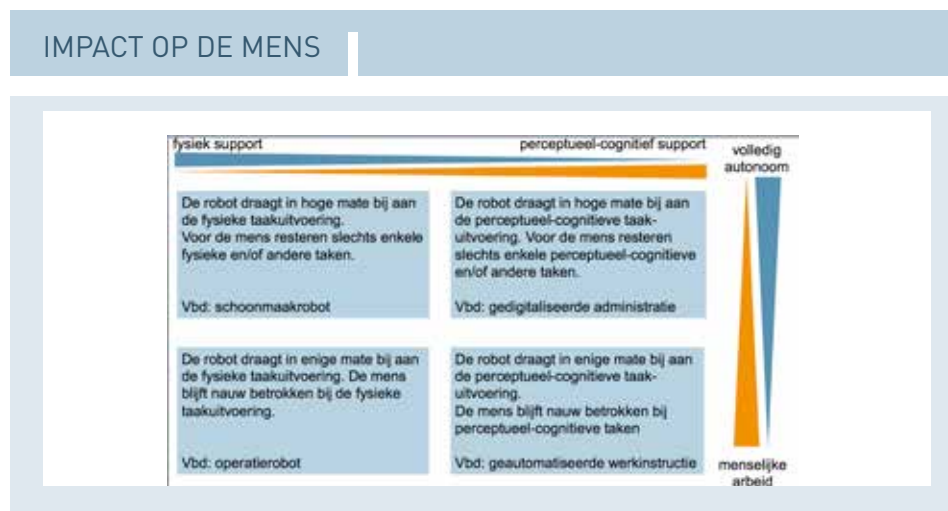 IMPACT OP DE MENS
fysiek support
perceptueel-cognitief support
volledig
autonoom
De robot draagt in hoge mate bij aan
de fysieke taakuitvoering.
Voor de mens resteren slechts enkele
fysieke en/of andere taken.
Vbd: schoonmaakrobot
De robot draagt in hoge mate bij aan
de perceptueel-cognitieve taak-
uitvoering. Voor de mens resteren
slechts enkele perceptueel-cognitieve
en/of andere taken.
Vbd: gedigitaliseerde administratie
De robot draagt in enige mate bij aan
de fysieke taakuitvoering. De mens
blijft nauw betrokken bij de fysieke
taakuitvoering.
Vbd: operatierobot
De robot draagt in enige mate bij aan
de perceptueel-cognitieve taak-
uitvoering.
De mens blijft nauw betrokken bij
perceptueel-cognitieve taken
Vbd: geautomatiseerde werkinstructie
menselijke
arbeid